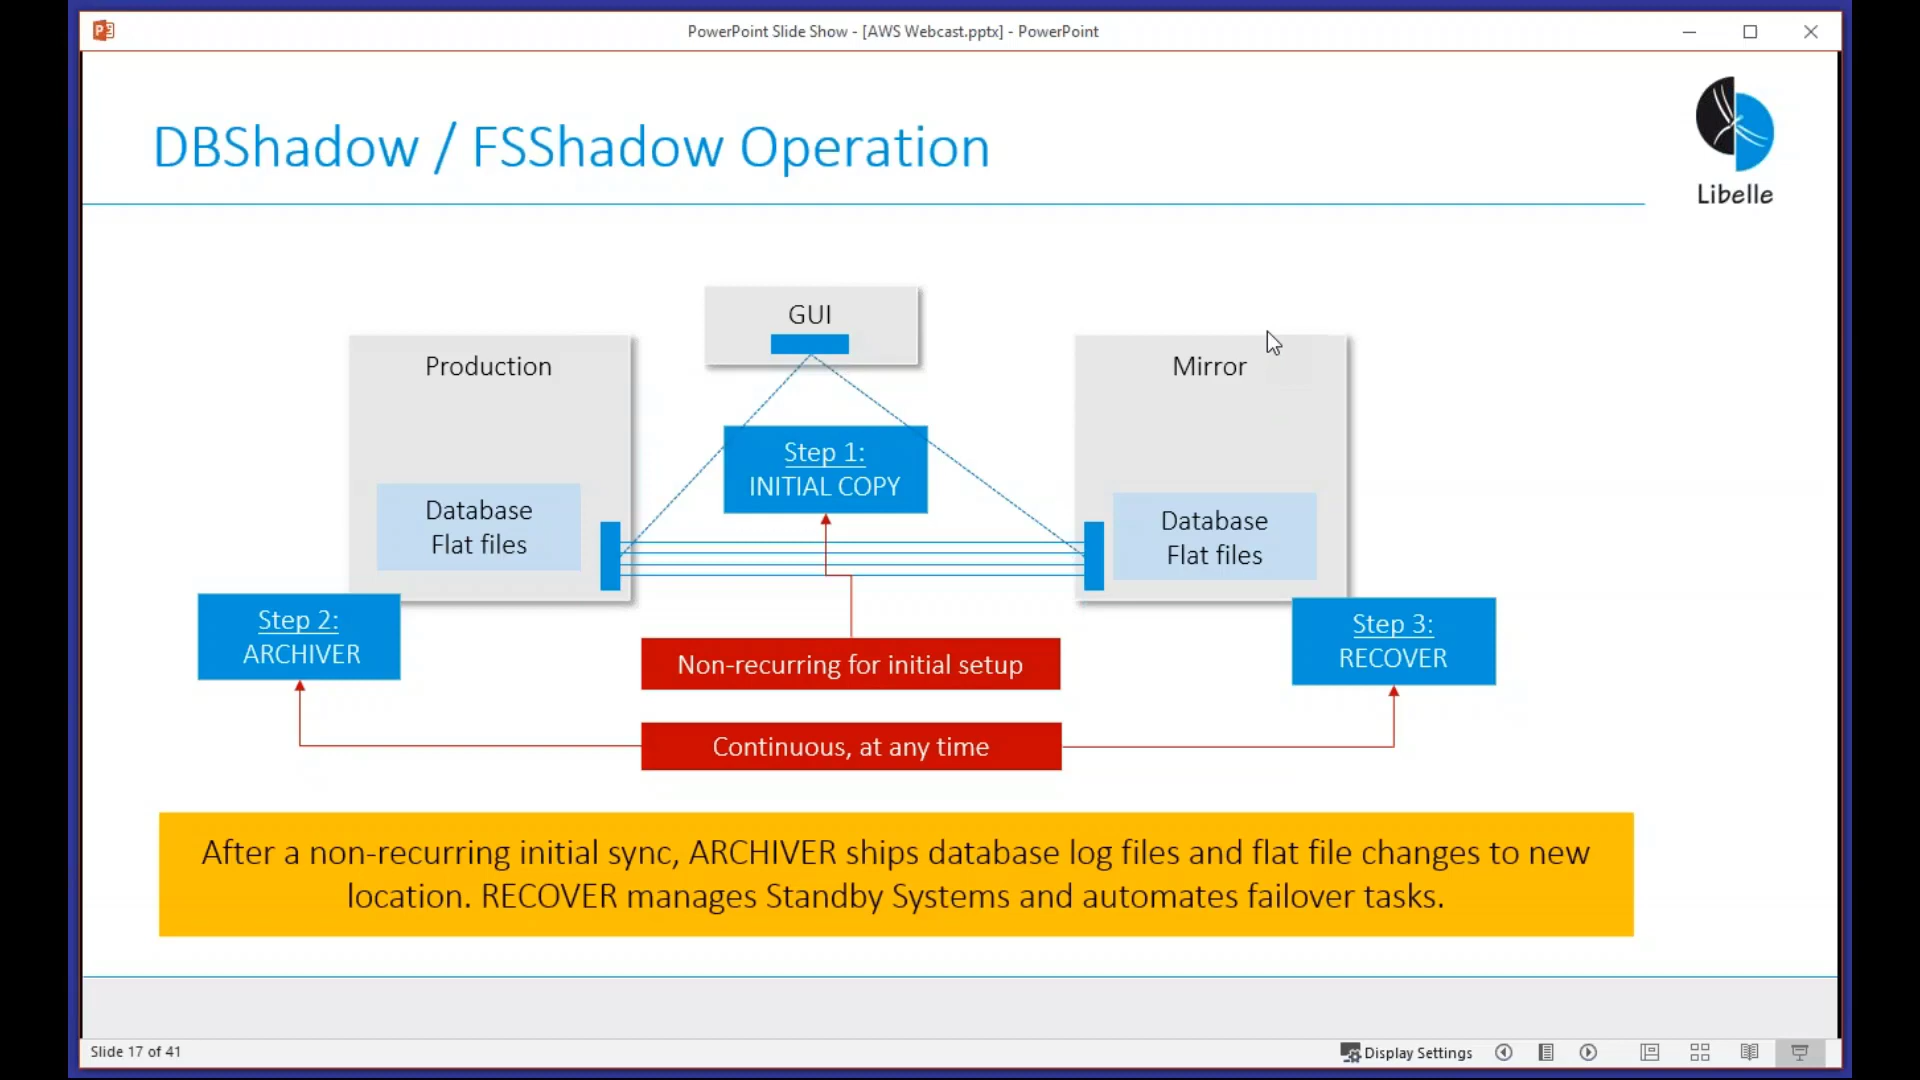 PowerPoint Slide Show - [AWS Webcast.pptx] - PowerPoint
DBShadow / FSShadow Operation
Libelle
GUI
Production
Mirror
Step 1:
INITIAL COPY
Database
Flat files
Database
Flat files
Step 2:
ARCHIVER
Step 3:
RECOVER
Non-recurring for initial setup
Continuous, at any time
After a non-recurring initial sync, ARCHIVER ships database log files and flat file changes to new
location. RECOVER manages Standby Systems and automates failover tasks.
Slide 17 of 41
Display Settings